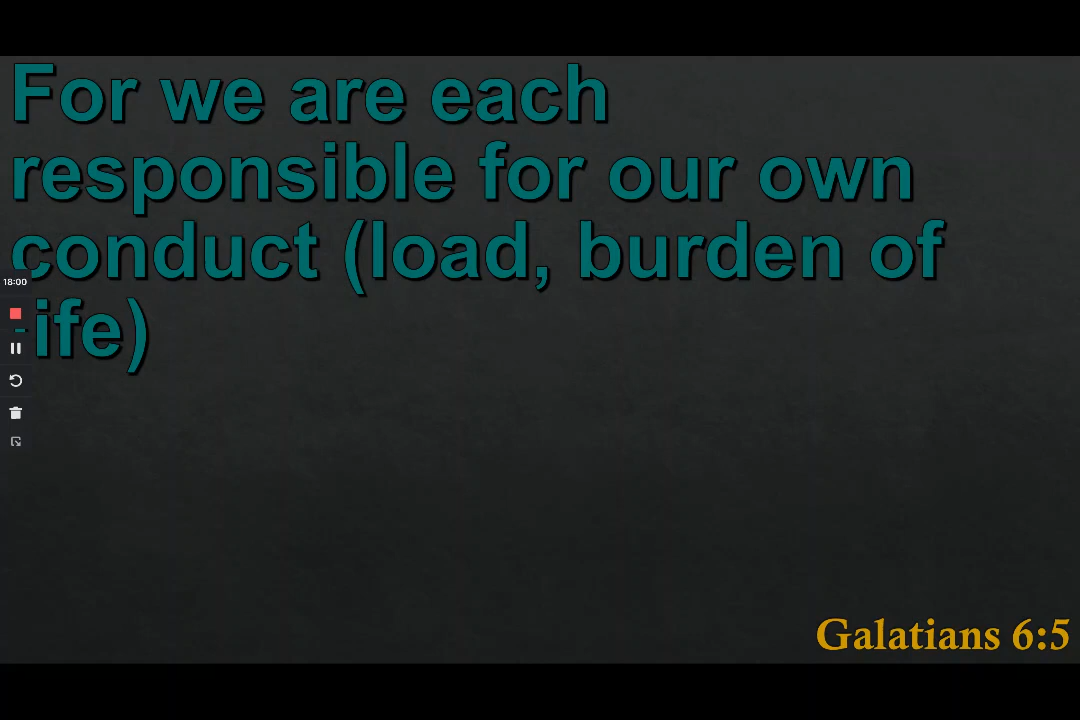 For we are each
responsible for our own
conduct (load, burden of
life)
18:00
Galatians 6:5